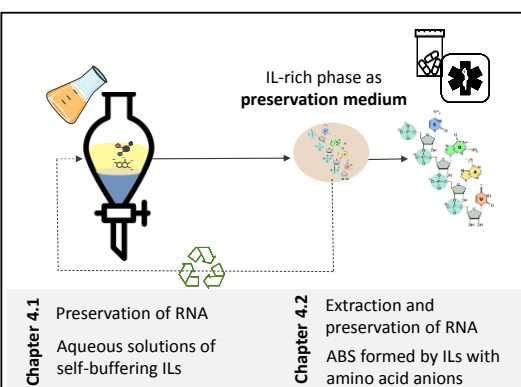 IL-rich phase as
preservation medium
Chapter 4.1
Preservation of RNA
Aqueous solutions of
self-buffering ILs
Chapter 4.2
Extraction and
preservation of RNA
ABS formed by ILs with
amino acid anions